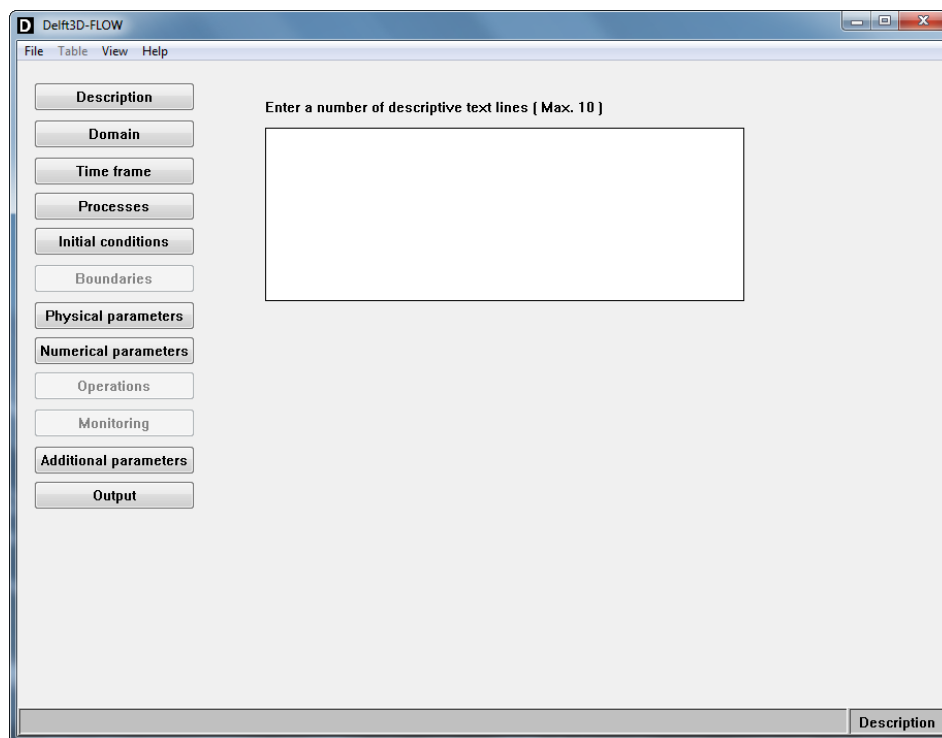 D Delft3D-FLOW
File Table View Help
Description
Enter a number of descriptive text lines ( Max. 10 )
Domain
Time frame
Processes
Initial conditions
Boundaries
Physical parameters
Numerical parameters
Operations
Monitoring
Additional parameters
Output
Description